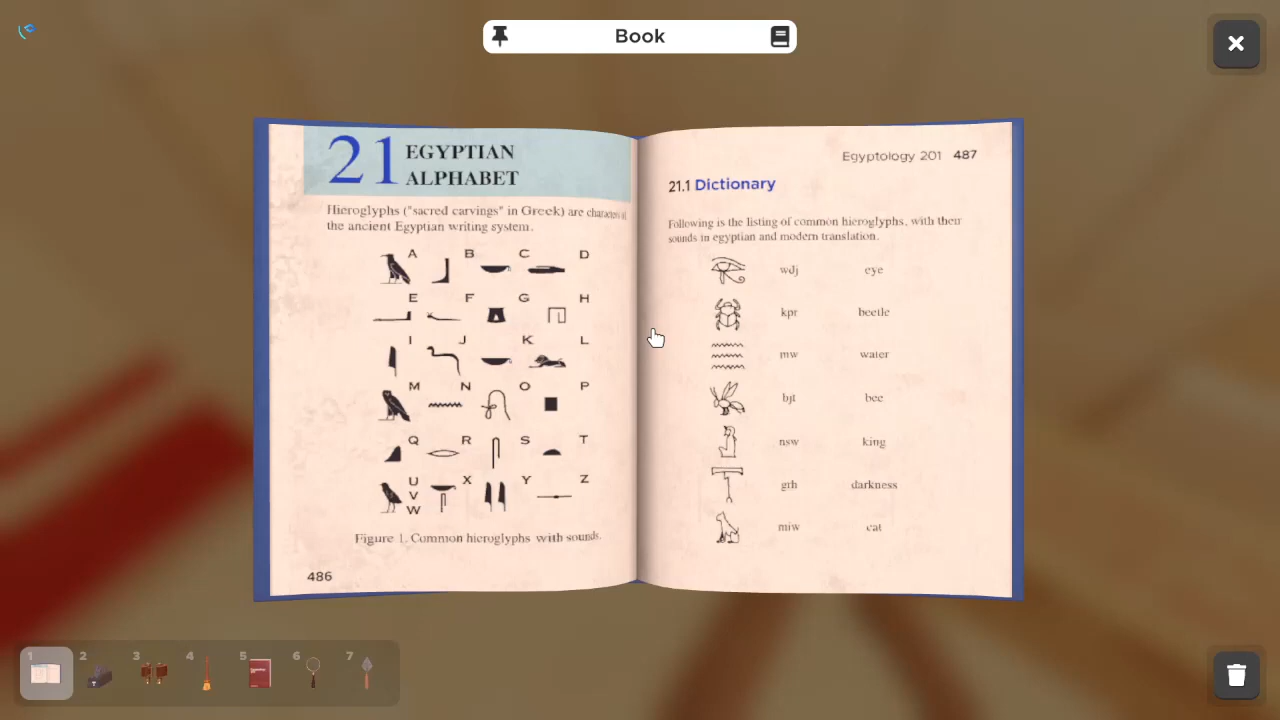 Book
21 EGYPTIAN
ALPHABET
Hieroglyphs ("sacred carvings" in Greek) are characters of
the ancient Egyptian writing system.
A B C D
E F G H
I J K L
M N O P
Q R S T
U V W X Y Z
Figure 1. Common hieroglyphs with sounds.
486
Egyptology 201 487
21.1 Dictionary
Following is the listing of common hieroglyphs, with their
sounds in egyptian and modern translation.
wdj eye
kpr beetle
mw water
bjt bee
nsw king
grh darkness
miw cat
1 2 3 4 5 6 7